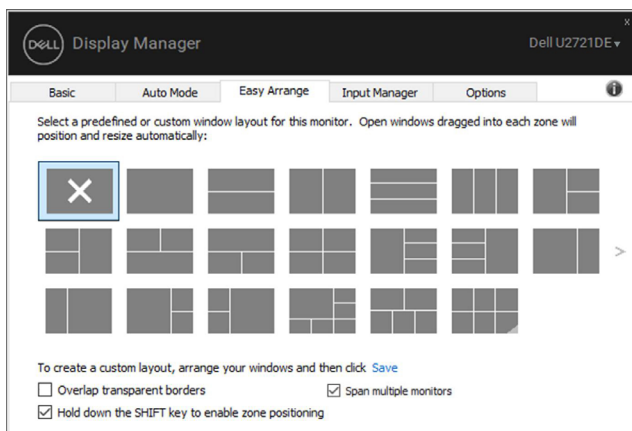 x
DELL Display Manager Dell U2721DE
Basic Auto Mode Easy Arrange Input Manager Options i
Select a predefined or custom window layout for this monitor. Open windows dragged into each zone will
position and resize automatically:
>
To create a custom layout, arrange your windows and then click Save
Overlap transparent borders Span multiple monitors
Hold down the SHIFT key to enable zone positioning